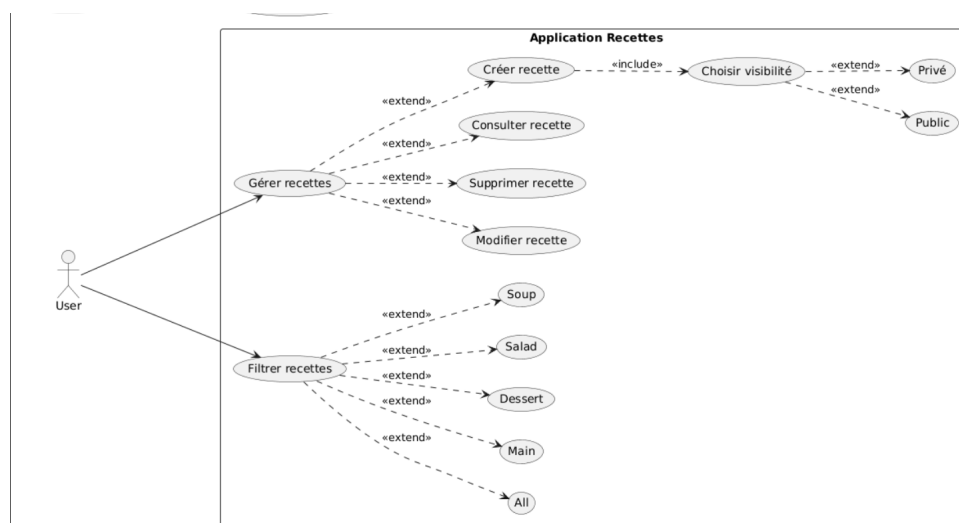 Application Recettes
Créer recette
«include»
Choisir visibilité
«extend»
Privé
«extend»
Public
«extend»
Consulter recette
«extend»
Gérer recettes
«extend»
Supprimer recette
«extend»
Modifier recette
User
Soup
«extend»
Salad
«extend»
Filtrer recettes
«extend»
Dessert
«extend»
Main
«extend»
All